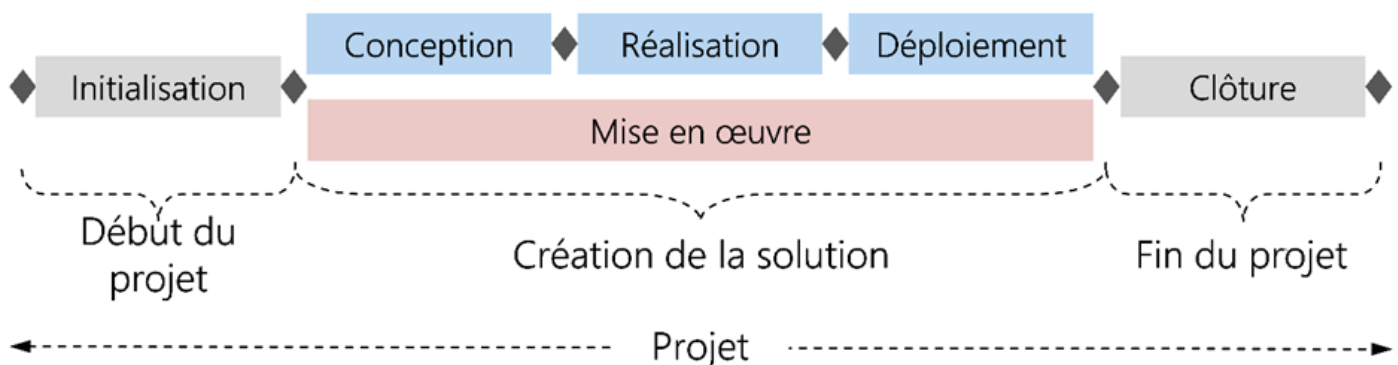 Conception
Réalisation
Déploiement
Initialisation
Clôture
Mise en œuvre
Début du
projet
Création de la solution
Fin du projet
Projet